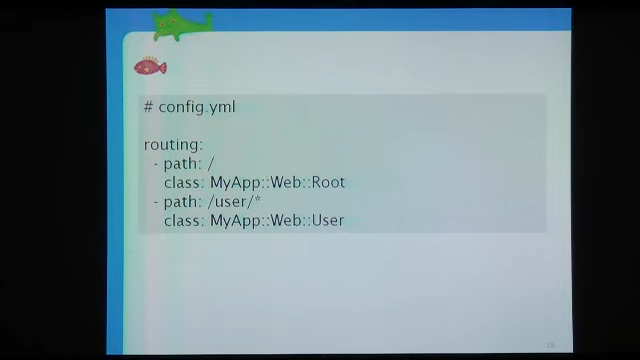 # config.yml
routing:
- path: /
class: MyApp::Web::Root
- path: /user/*
class: MyApp::Web::User